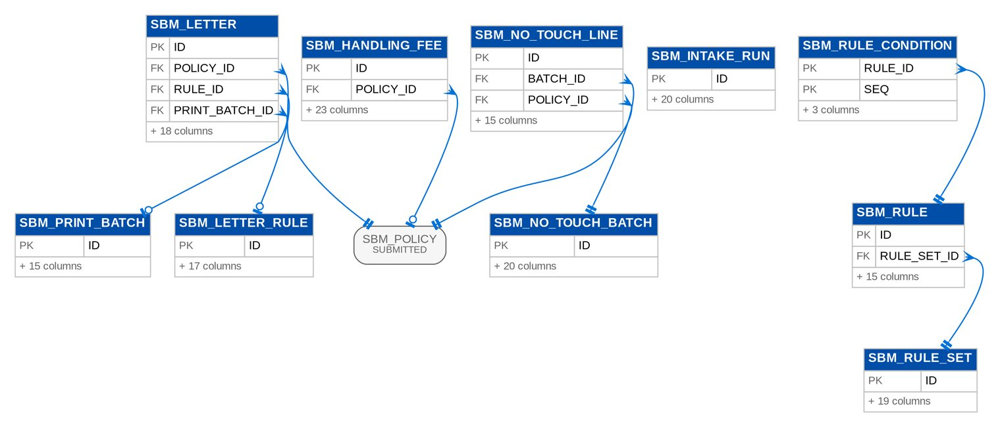 SBM_LETTER
PK ID
FK POLICY_ID
FK RULE_ID
FK PRINT_BATCH_ID
+ 18 columns
SBM_HANDLING_FEE
PK ID
FK POLICY_ID
+ 23 columns
SBM_NO_TOUCH_LINE
PK ID
FK BATCH_ID
FK POLICY_ID
+ 15 columns
SBM_INTAKE_RUN
PK ID
+ 20 columns
SBM_RULE_CONDITION
PK RULE_ID
PK SEQ
+ 3 columns
SBM_PRINT_BATCH
PK ID
+ 15 columns
SBM_LETTER_RULE
PK ID
+ 17 columns
SBM_POLICY
SUBMITTED
SBM_NO_TOUCH_BATCH
PK ID
+ 20 columns
SBM_RULE
PK ID
FK RULE_SET_ID
+ 15 columns
SBM_RULE_SET
PK ID
+ 19 columns